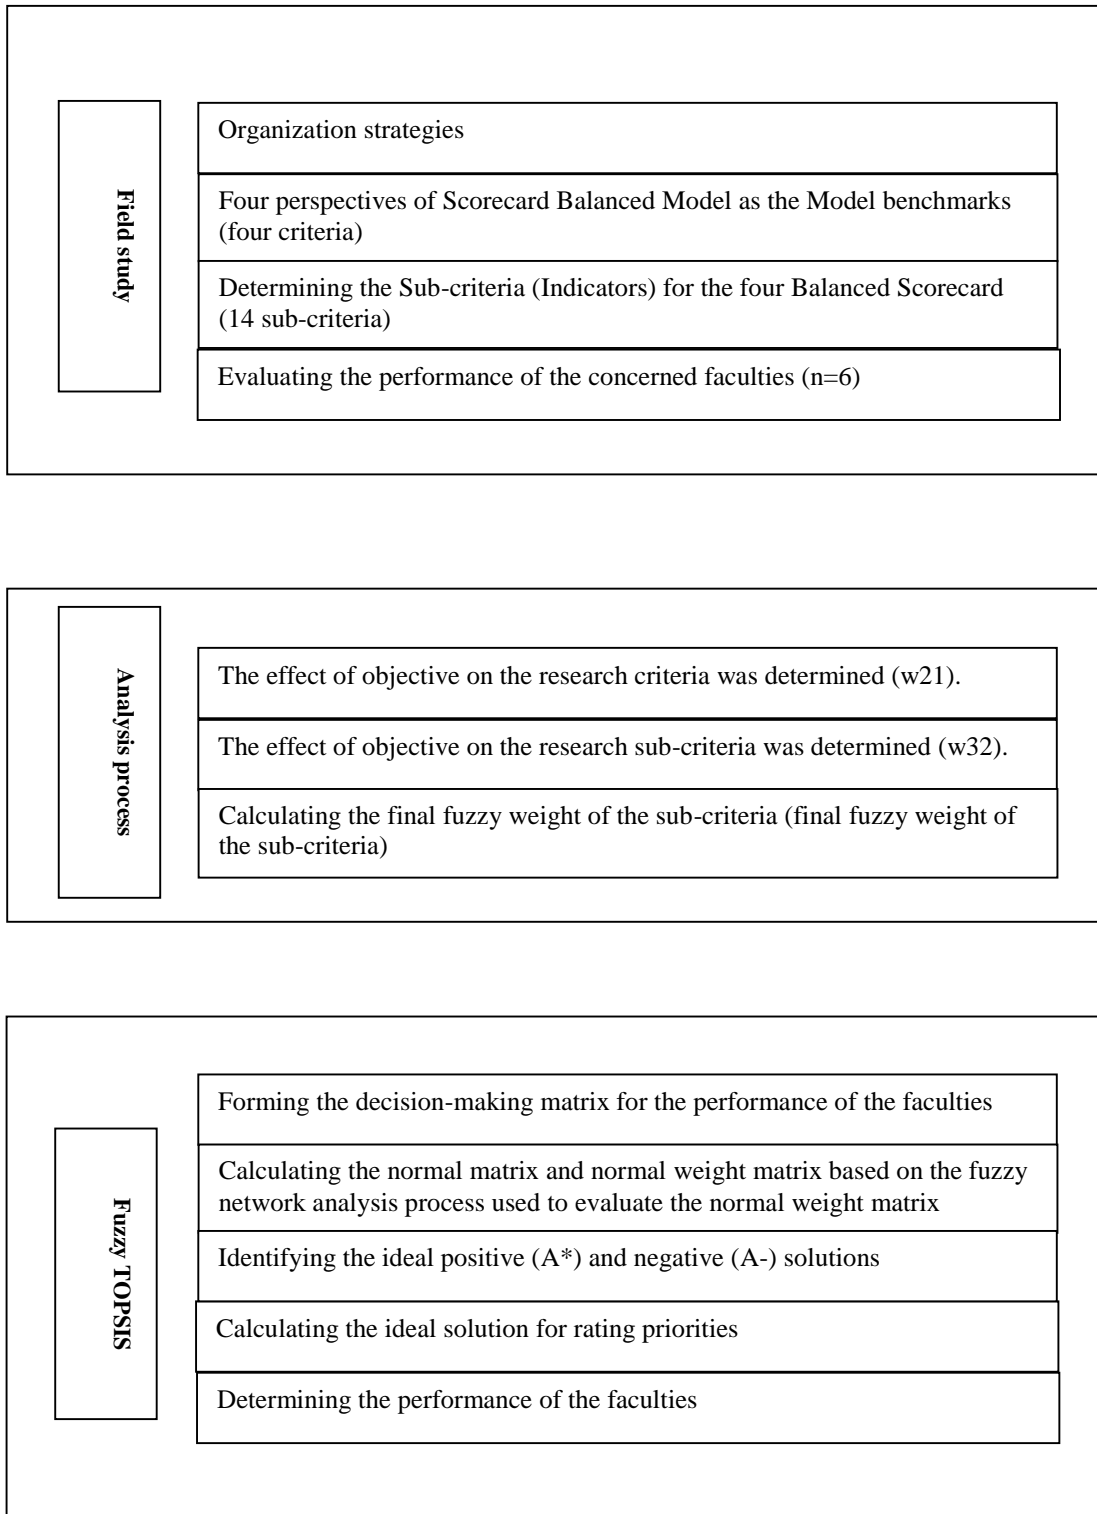 Field study
Organization strategies
Four perspectives of Scorecard Balanced Model as the Model benchmarks
(four criteria)
Determining the Sub-criteria (Indicators) for the four Balanced Scorecard
(14 sub-criteria)
Evaluating the performance of the concerned faculties (n=6)
Analysis process
The effect of objective on the research criteria was determined (w21).
The effect of objective on the research sub-criteria was determined (w32).
Calculating the final fuzzy weight of the sub-criteria (final fuzzy weight of
the sub-criteria)
Fuzzy TOPSIS
Forming the decision-making matrix for the performance of the faculties
Calculating the normal matrix and normal weight matrix based on the fuzzy
network analysis process used to evaluate the normal weight matrix
Identifying the ideal positive (A*) and negative (A-) solutions
Calculating the ideal solution for rating priorities
Determining the performance of the faculties